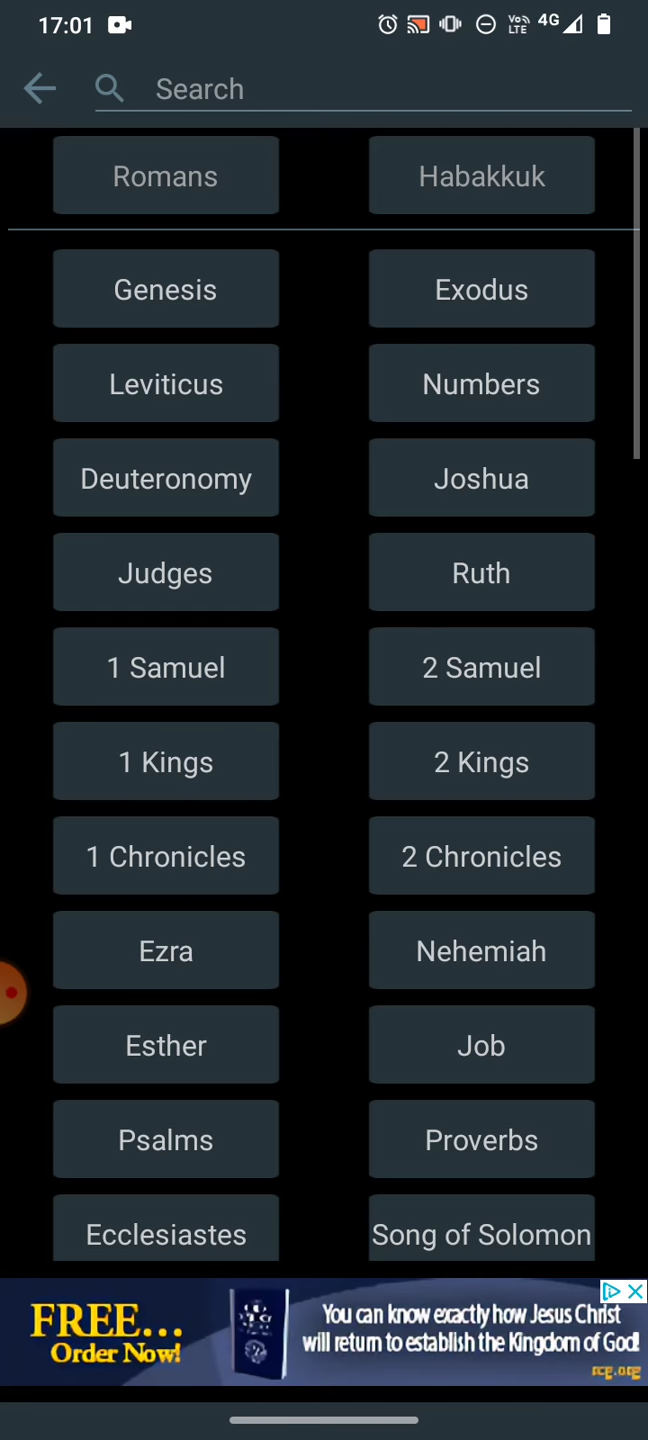 17:01
Vo LTE 4G
Search
Romans Habakkuk
Genesis Exodus
Leviticus Numbers
Deuteronomy Joshua
Judges Ruth
1 Samuel 2 Samuel
1 Kings 2 Kings
1 Chronicles 2 Chronicles
Ezra Nehemiah
Esther Job
Psalms Proverbs
Ecclesiastes Song of Solomon
FREE...
Order Now!
You can know exactly how Jesus Christ
will return to establish the Kingdom of God!
rcg.org